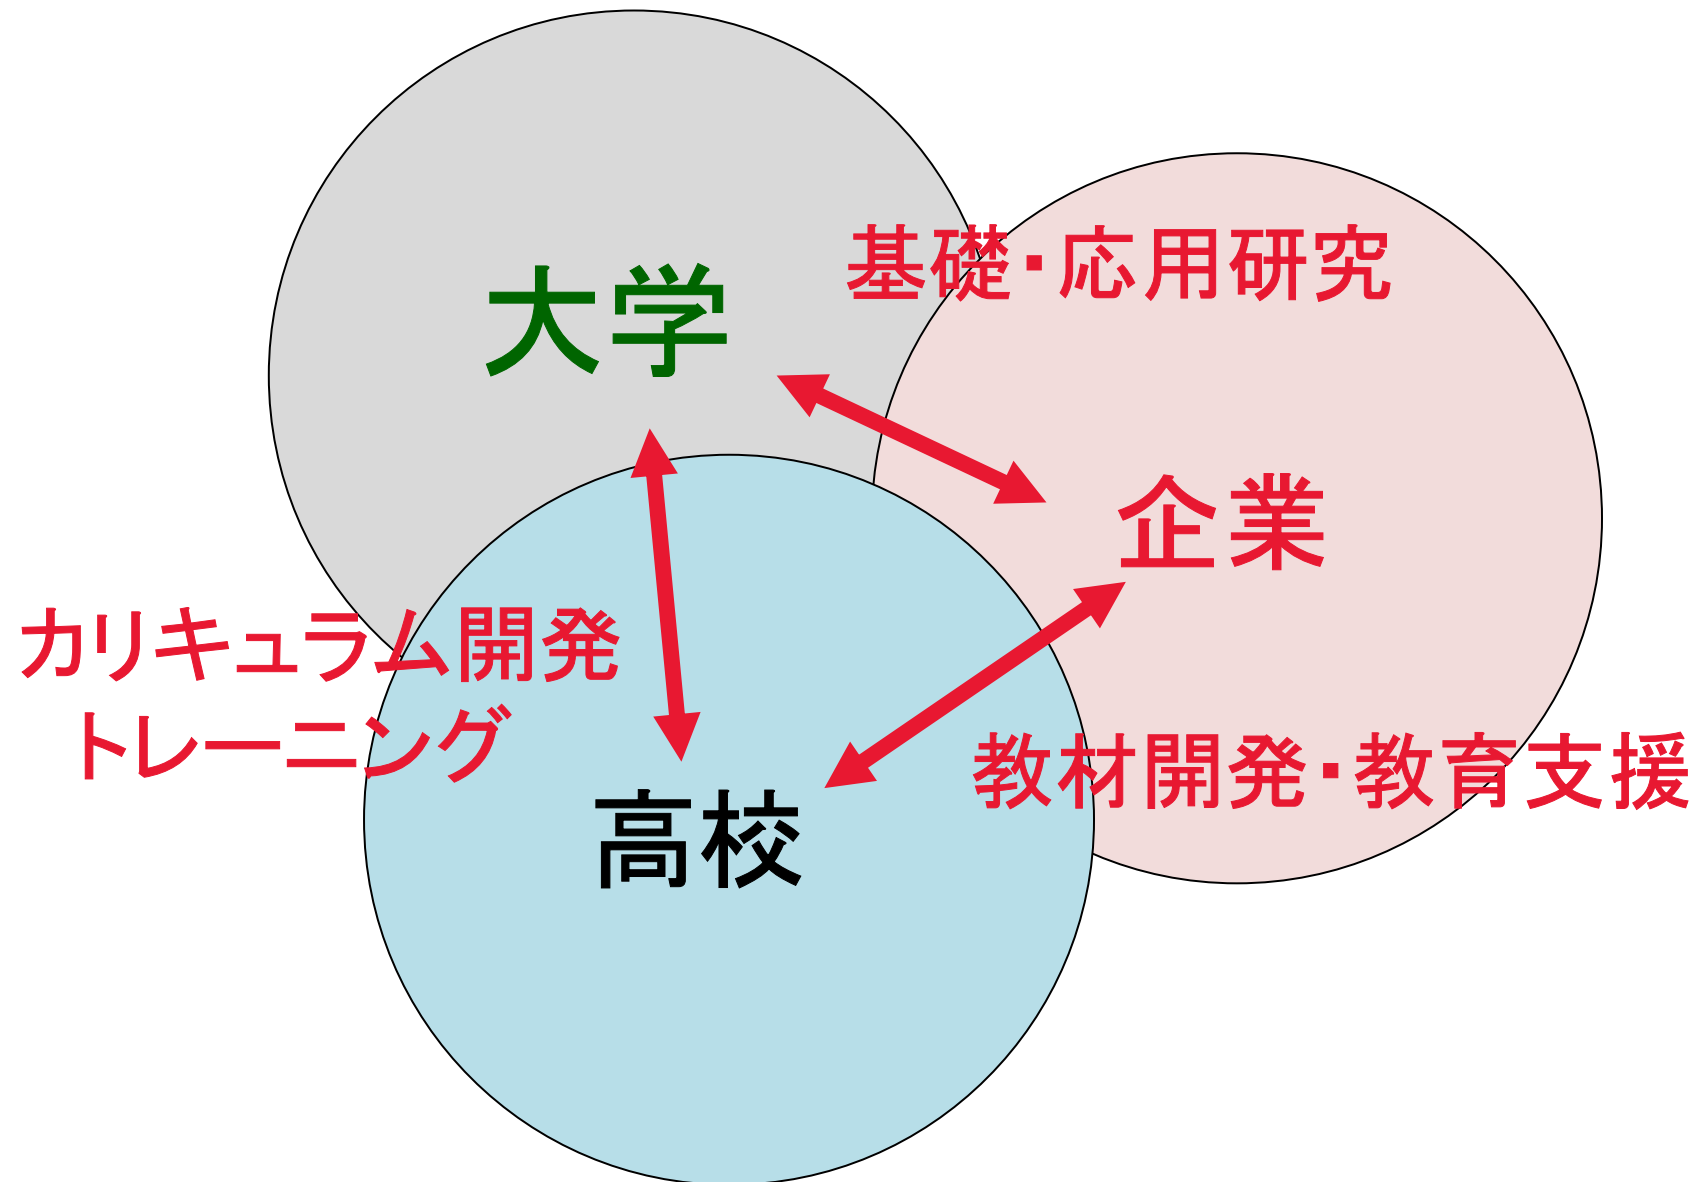 基礎・応用研究
大学
企業
カリキュラム開発
トレーニング
教材開発・教育支援
高校